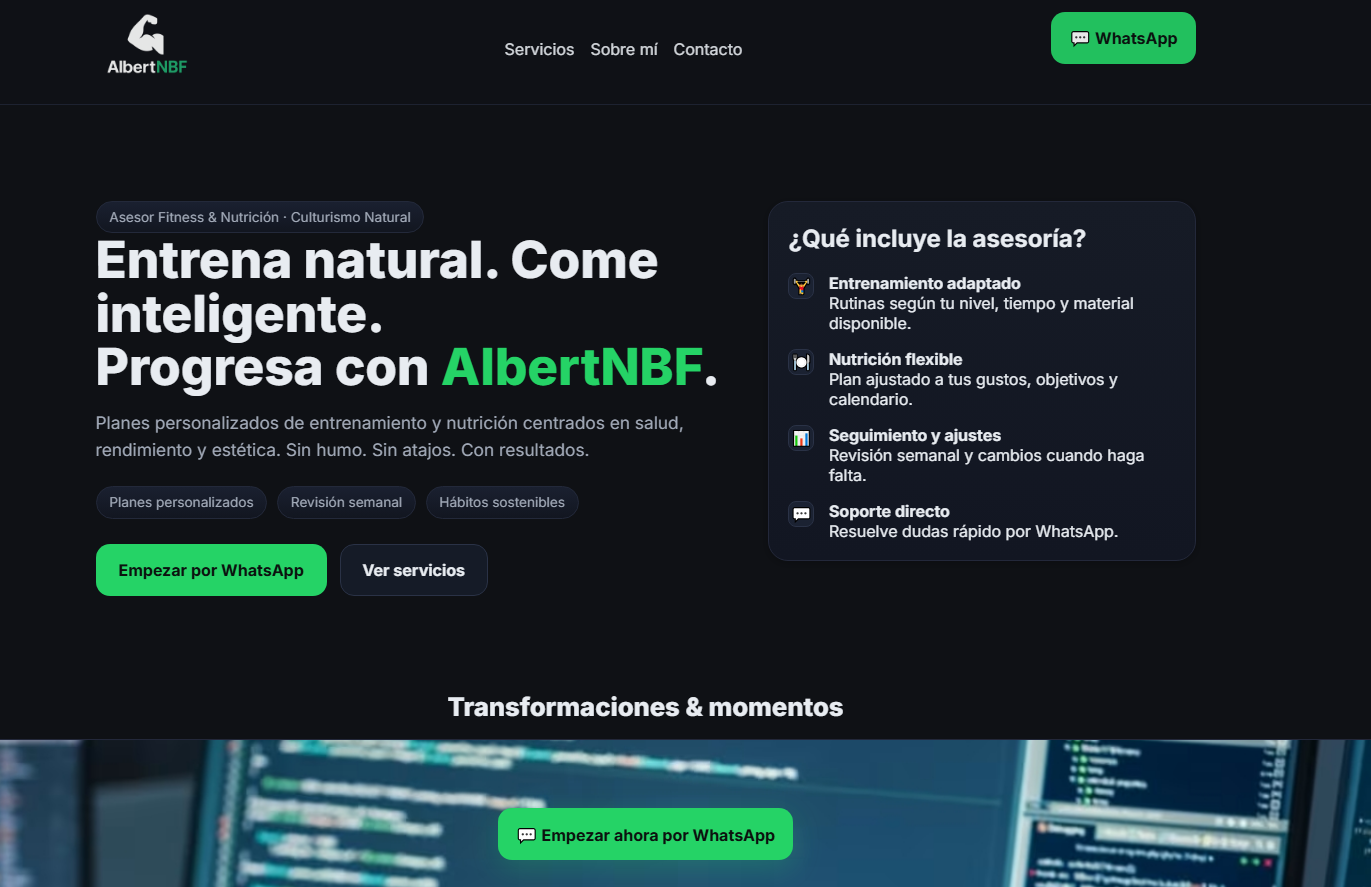 AlbertNBF
Servicios Sobre mí Contacto
💬 WhatsApp
Asesor Fitness & Nutrición · Culturismo Natural
Entrena natural. Come
inteligente.
Progresa con AlbertNBF.
Planes personalizados de entrenamiento y nutrición centrados en salud,
rendimiento y estética. Sin humo. Sin atajos. Con resultados.
Planes personalizados
Revisión semanal
Hábitos sostenibles
Empezar por WhatsApp
Ver servicios
¿Qué incluye la asesoría?
Entrenamiento adaptado
Rutinas según tu nivel, tiempo y material
disponible.
Nutrición flexible
Plan ajustado a tus gustos, objetivos y
calendario.
Seguimiento y ajustes
Revisión semanal y cambios cuando haga
falta.
Soporte directo
Resuelve dudas rápido por WhatsApp.
Transformaciones & momentos
💬 Empezar ahora por WhatsApp